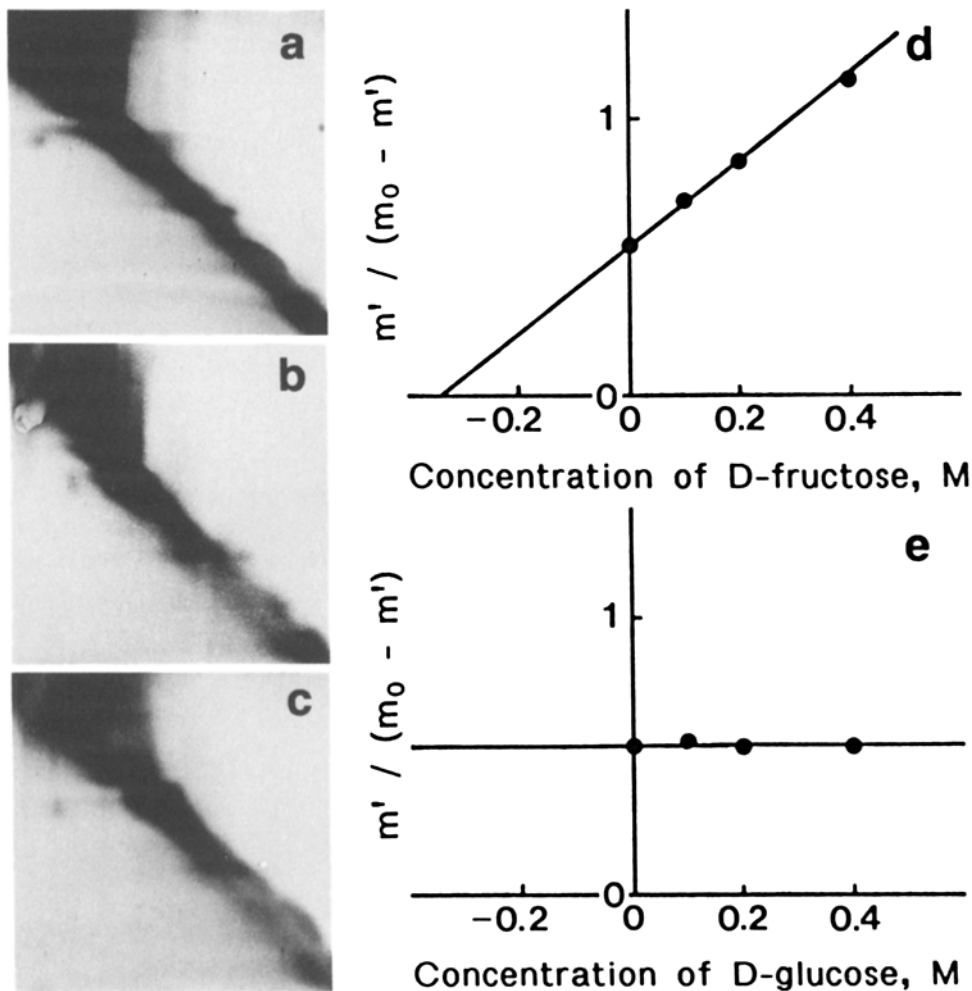 a
b
c
d
m' / (m₀ - m')
1
0
-0.2
0
0.2
0.4
Concentration of D-fructose, M
e
m' / (m₀ - m')
1
0
-0.2
0
0.2
0.4
Concentration of D-glucose, M